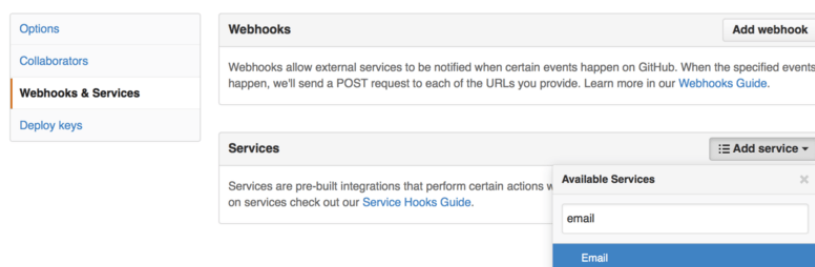 Options
Collaborators
Webhooks & Services
Deploy keys
Webhooks
Add webhook
Webhooks allow external services to be notified when certain events happen on GitHub. When the specified events
happen, we'll send a POST request to each of the URLs you provide. Learn more in our Webhooks Guide.
Services
Add service
Services are pre-built integrations that perform certain actions w
on services check out our Service Hooks Guide.
Available Services
email
Email